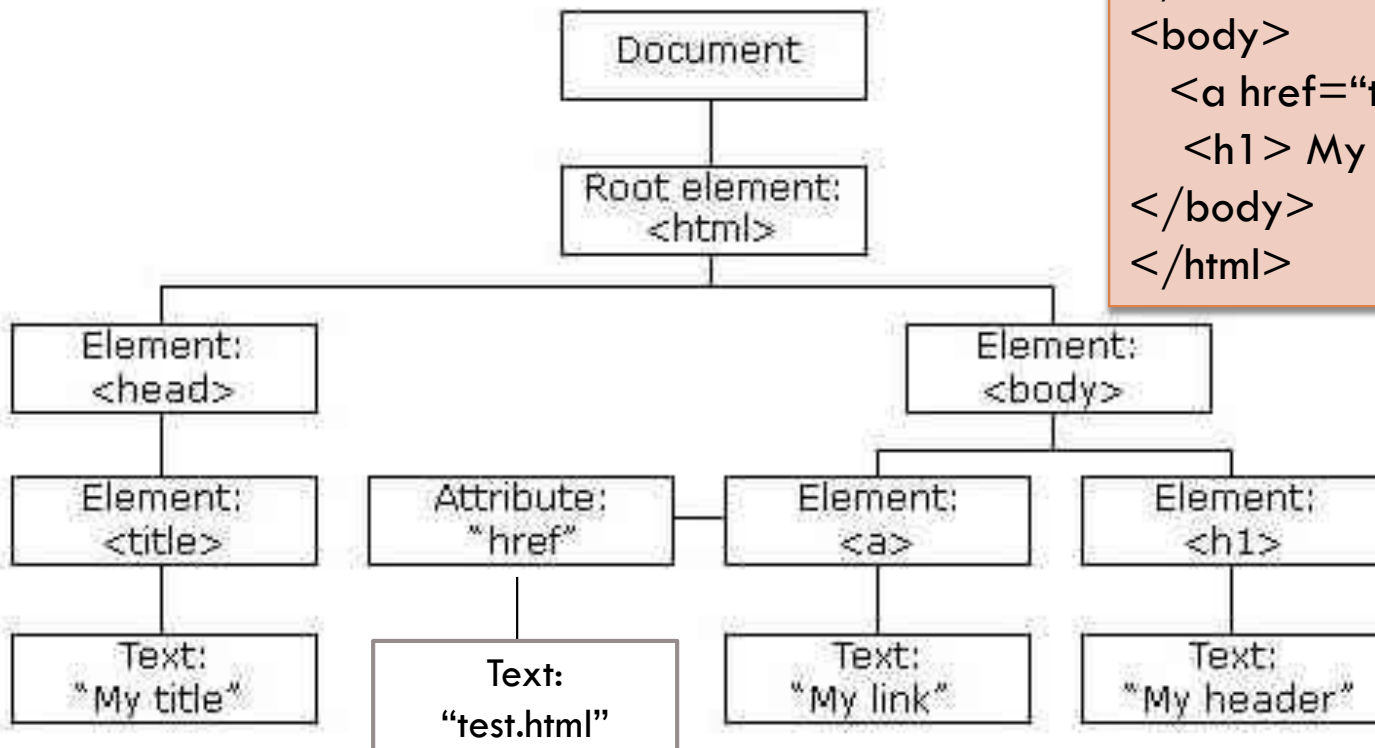 Document
Root element:
<html>
Element:
<head>
Element:
<body>
Element:
<title>
Attribute:
"href"
Element:
<a>
Element:
<h1>
Text:
"My title"
Text:
“test.html”
Text:
"My link"
Text:
"My header"
<body>
<a href=“t
<h1> My
</body>
</html>